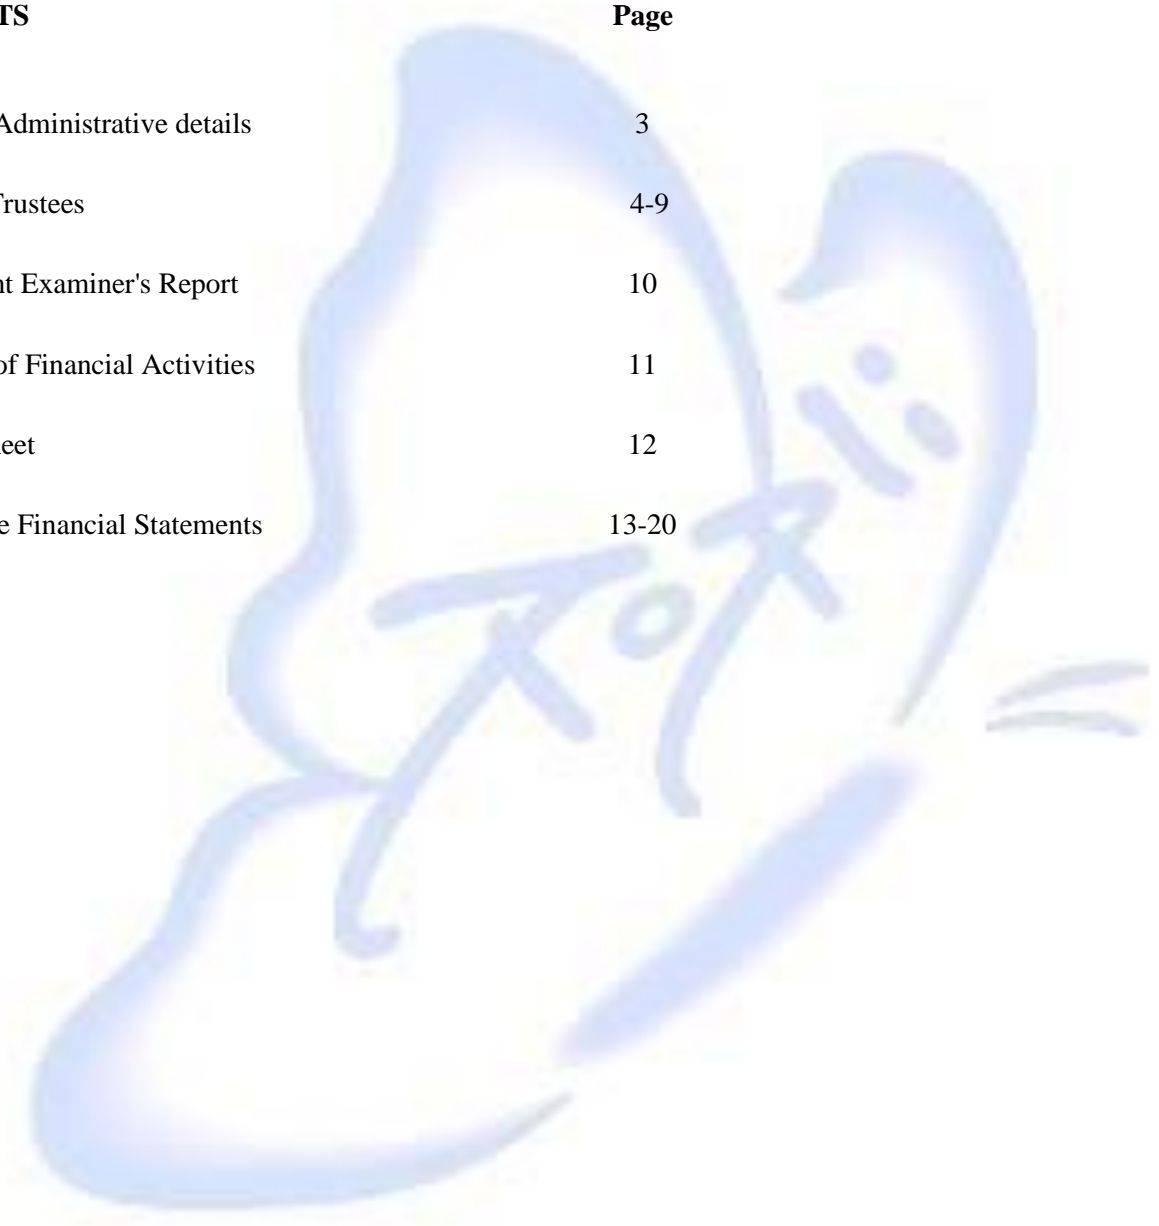 TS Page
Administrative details 3
Trustees 4-9
nt Examiner's Report 10
of Financial Activities 11
eet 12
e Financial Statements 13-20